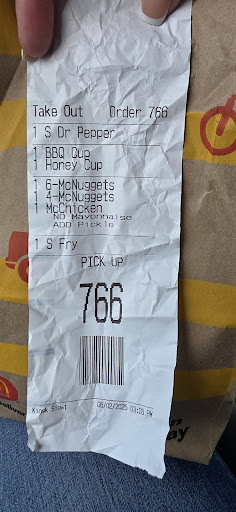 Take Out Order 766
1 S Dr Pepper
1 BBQ Cup
1 Honey Cup
1 6-McNuggets
1 4-McNuggets
1 McChicken
NO Mayonnaise
ADD Pickle
1 S Fry
PICK UP
766